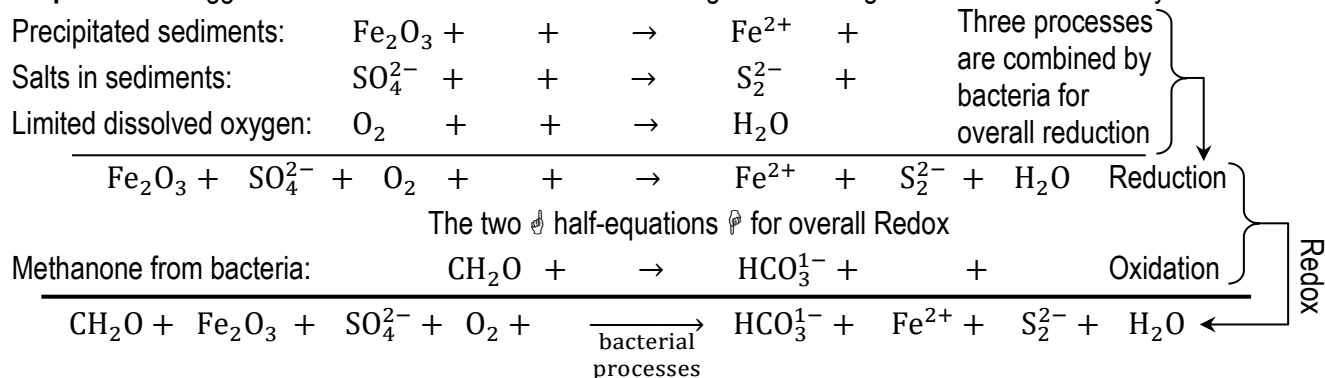 Precipitated sediments: Fe₂O₃ + + → Fe²⁺ +
Salts in sediments: SO₄²⁻ + + → S₂²⁻ +
Limited dissolved oxygen: O₂ + + → H₂O
Three processes
are combined by
bacteria for
overall reduction
Fe₂O₃ + SO₄²⁻ + O₂ + + → Fe²⁺ + S₂²⁻ + H₂O Reduction
The two ☝ half-equations ☟ for overall Redox
Methanone from bacteria: CH₂O + → HCO₃¹⁻ + + Oxidation
Redox
CH₂O + Fe₂O₃ + SO₄²⁻ + O₂ + ⟶ HCO₃¹⁻ + Fe²⁺ + S₂²⁻ + H₂O
bacterial
processes